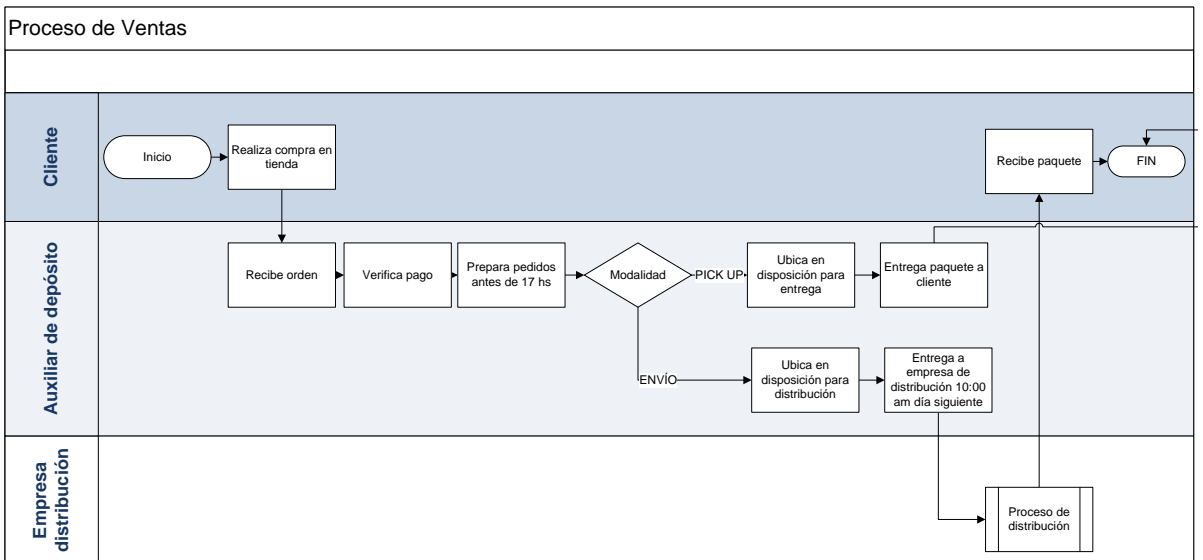 Proceso de Ventas
Cliente
Inicio
Realiza compra en
tienda
Recibe paquete
FIN
Auxiliar de depósito
Recibe orden
Verifica pago
Prepara pedidos
antes de 17 hs
Modalidad
PICK UP
Ubica en
disposición para
entrega
Entrega paquete a
cliente
ENVÍO
Ubica en
disposición para
distribución
Entrega a
empresa de
distribución 10:00
am día siguiente
Empresa
distribución
Proceso de
distribución